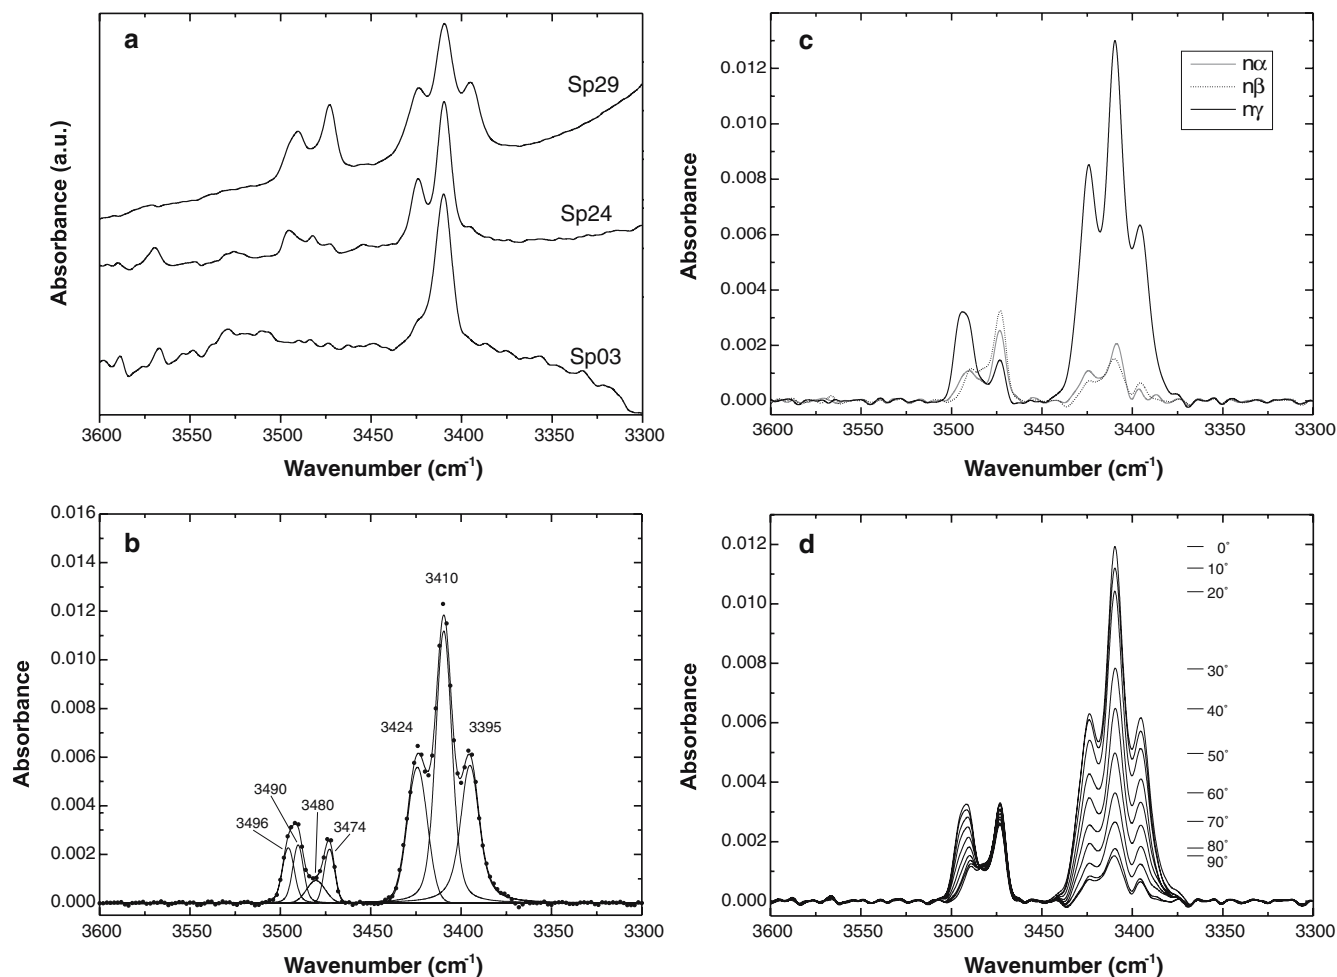 a
Sp29
Sp24
Sp03
Absorbance (a.u.)
3600 3550 3500 3450 3400 3350 3300
Wavenumber (cm-1)
c
nα
nβ
nγ
0.012
0.010
0.008
0.006
0.004
0.002
0.000
Absorbance
3600 3550 3500 3450 3400 3350 3300
Wavenumber (cm-1)
b
0.016
0.014
0.012
0.010
0.008
0.006
0.004
0.002
0.000
Absorbance
3410
3424
3395
3490
3480
3496
3474
3600 3550 3500 3450 3400 3350 3300
Wavenumber (cm-1)
d
0.012
0.010
0.008
0.006
0.004
0.002
0.000
Absorbance
0°
10°
20°
30°
40°
50°
60°
70°
80°
90°
3600 3550 3500 3450 3400 3350 3300
Wavenumber (cm-1)